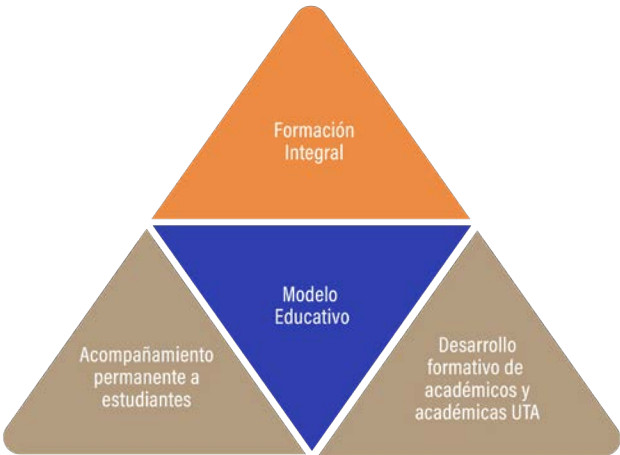 Formación
Integral
Modelo
Educativo
Acompañamiento
permanente a
estudiantes
Desarrollo
formativo de
académicos y
académicas UTA